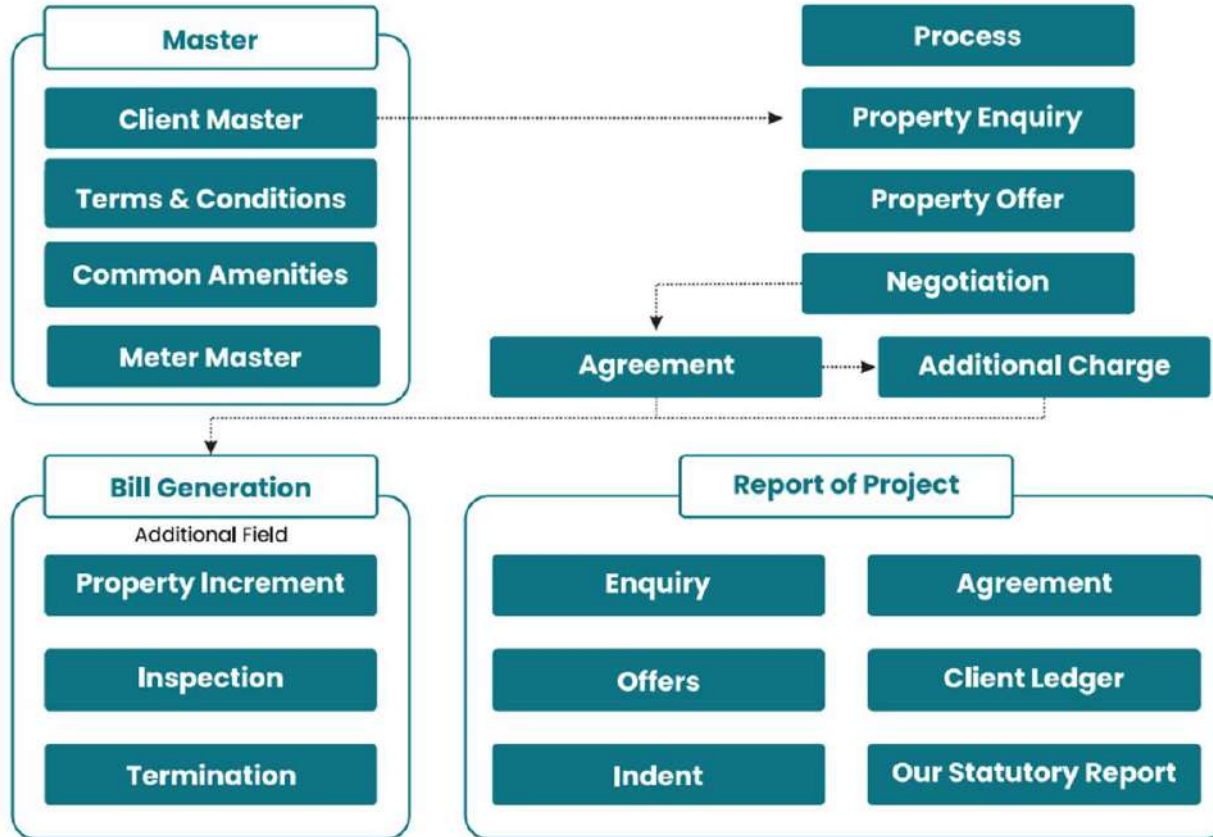 Master
Client Master
Terms & Conditions
Common Amenities
Meter Master
Process
Property Enquiry
Property Offer
Negotiation
Agreement
Additional Charge
Bill Generation
Additional Field
Property Increment
Inspection
Termination
Report of Project
Enquiry
Agreement
Offers
Client Ledger
Indent
Our Statutory Report